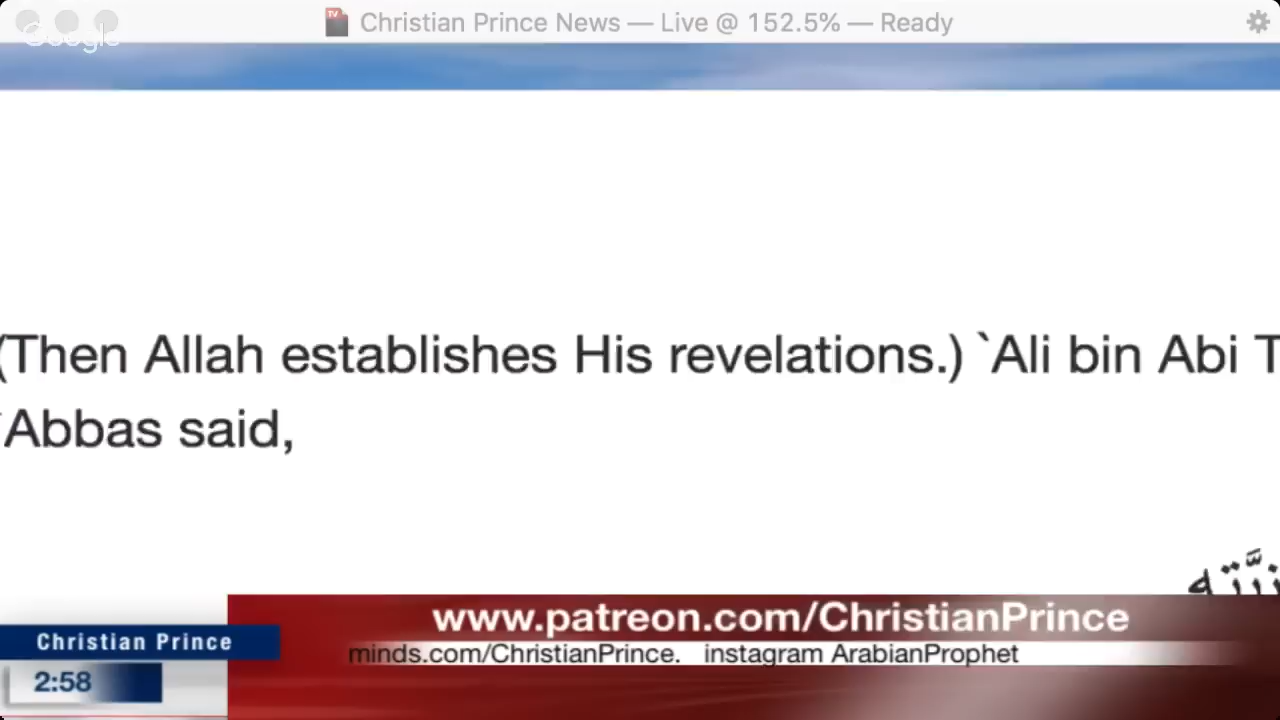 Christian Prince News — Live @ 152.5% — Ready
Google
(Then Allah establishes His revelations.) `Ali bin Abi T
Abbas said,
www.patreon.com/ChristianPrince
Christian Prince
minds.com/ChristianPrince. instagram ArabianProphet
2:58